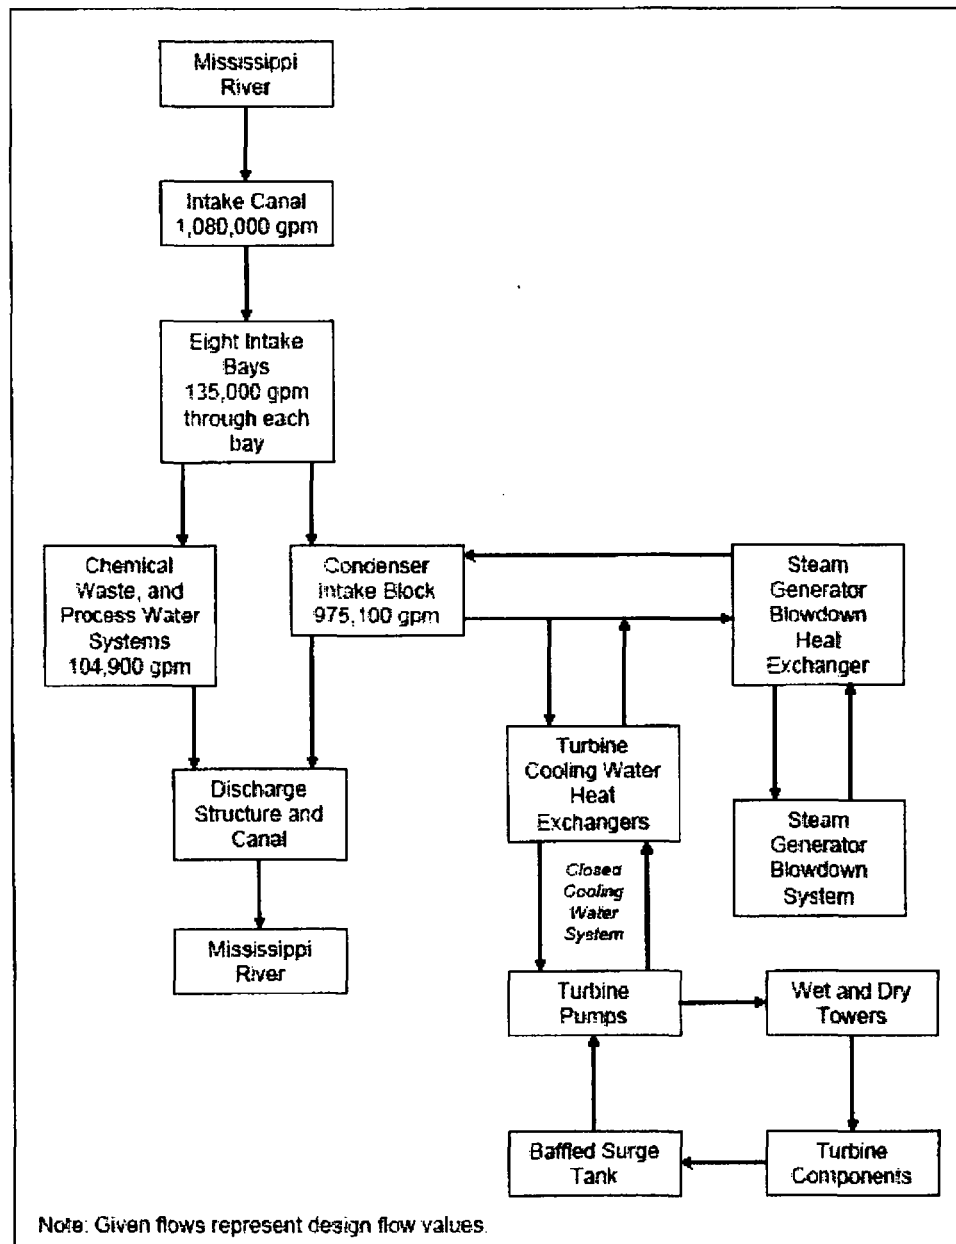 Mississippi
River
Intake Canal
1,080,000 gpm
Eight Intake
Bays
135,000 gpm
through each
bay
Chemical
Waste, and
Process Water
Systems
104,900 gpm
Condenser
Intake Block
975,100 gpm
Steam
Generator
Blowdown
Heat
Exchanger
Turbine
Cooling Water
Heat
Exchangers
Discharge
Structure and
Canal
Steam
Generator
Blowdown
System
Closed
Cooling
Water
System
Mississippi
River
Turbine
Pumps
Wet and Dry
Towers
Baffled Surge
Tank
Turbine
Components
Note: Given flows represent design flow values.